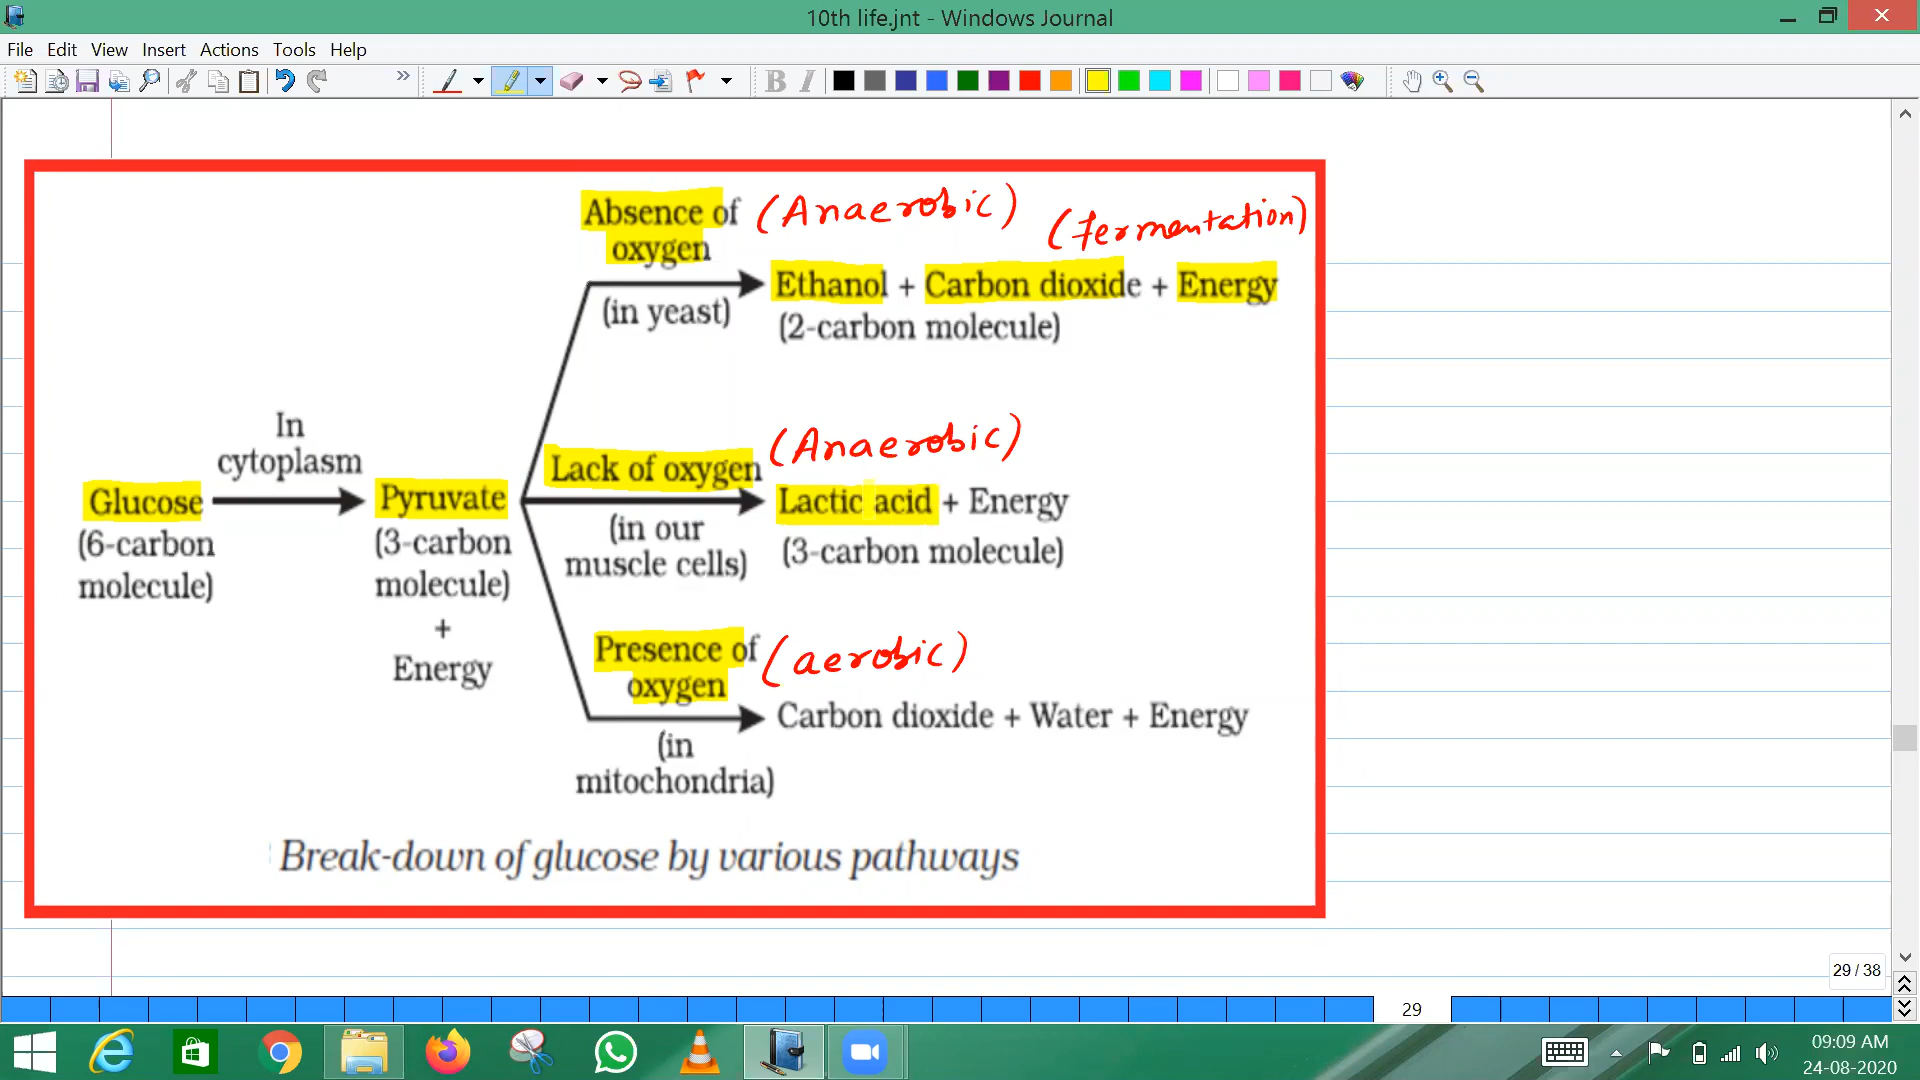 10th life.jnt - Windows Journal
File Edit View Insert Actions Tools Help
B I
Absence of (Anaerobic) (fermentation)
oxygen
Ethanol + Carbon dioxide + Energy
(in yeast)
(2-carbon molecule)
In
cytoplasm
Lack of oxygen (Anaerobic)
Glucose Pyruvate Lactic acid + Energy
(6-carbon
molecule)
(3-carbon
molecule)
+
Energy
(in our
muscle cells)
(3-carbon molecule)
Presence of (aerobic)
oxygen
Carbon dioxide + Water + Energy
(in
mitochondria)
Break-down of glucose by various pathways
29 / 38
29
09:09 AM
24-08-2020